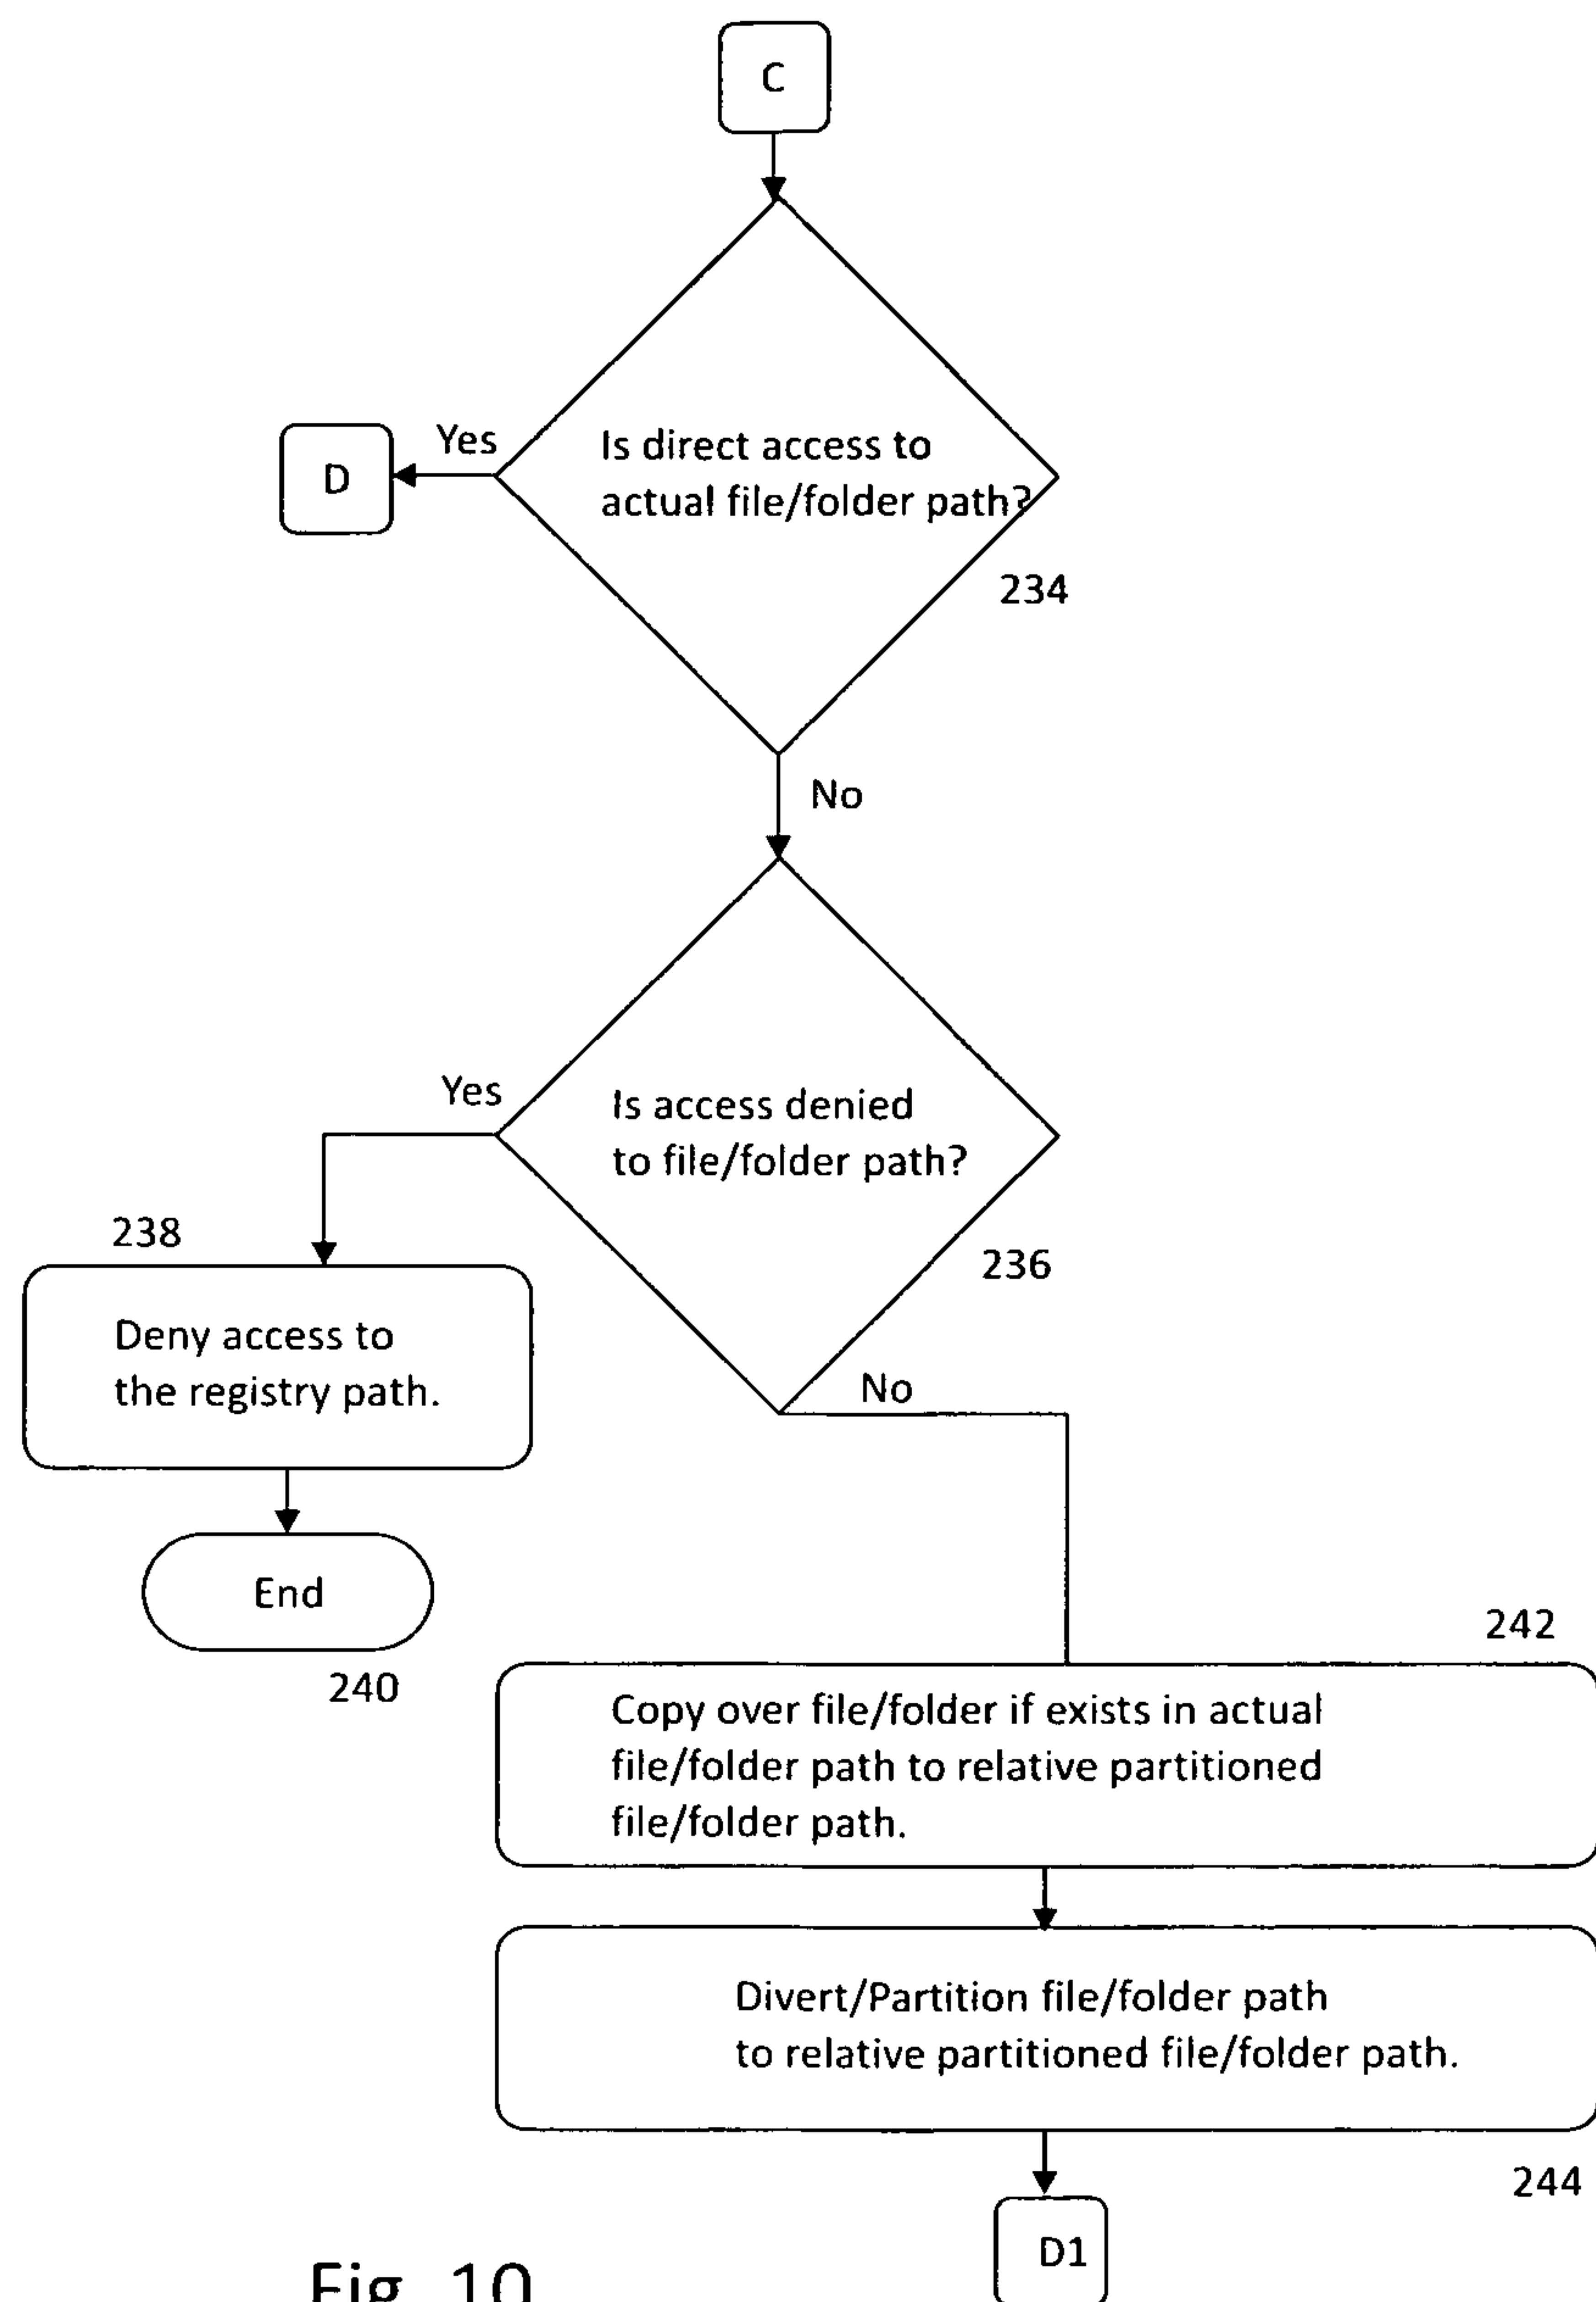 C
Yes
D
Is direct access to
actual file/folder path?
234
No
Yes
Is access denied
to file/folder path?
236
238
Deny access to
the registry path.
No
End
240
242
Copy over file/folder if exists in actual
file/folder path to relative partitioned
file/folder path.
Divert/Partition file/folder path
to relative partitioned file/folder path.
244
D1
Fig. 10